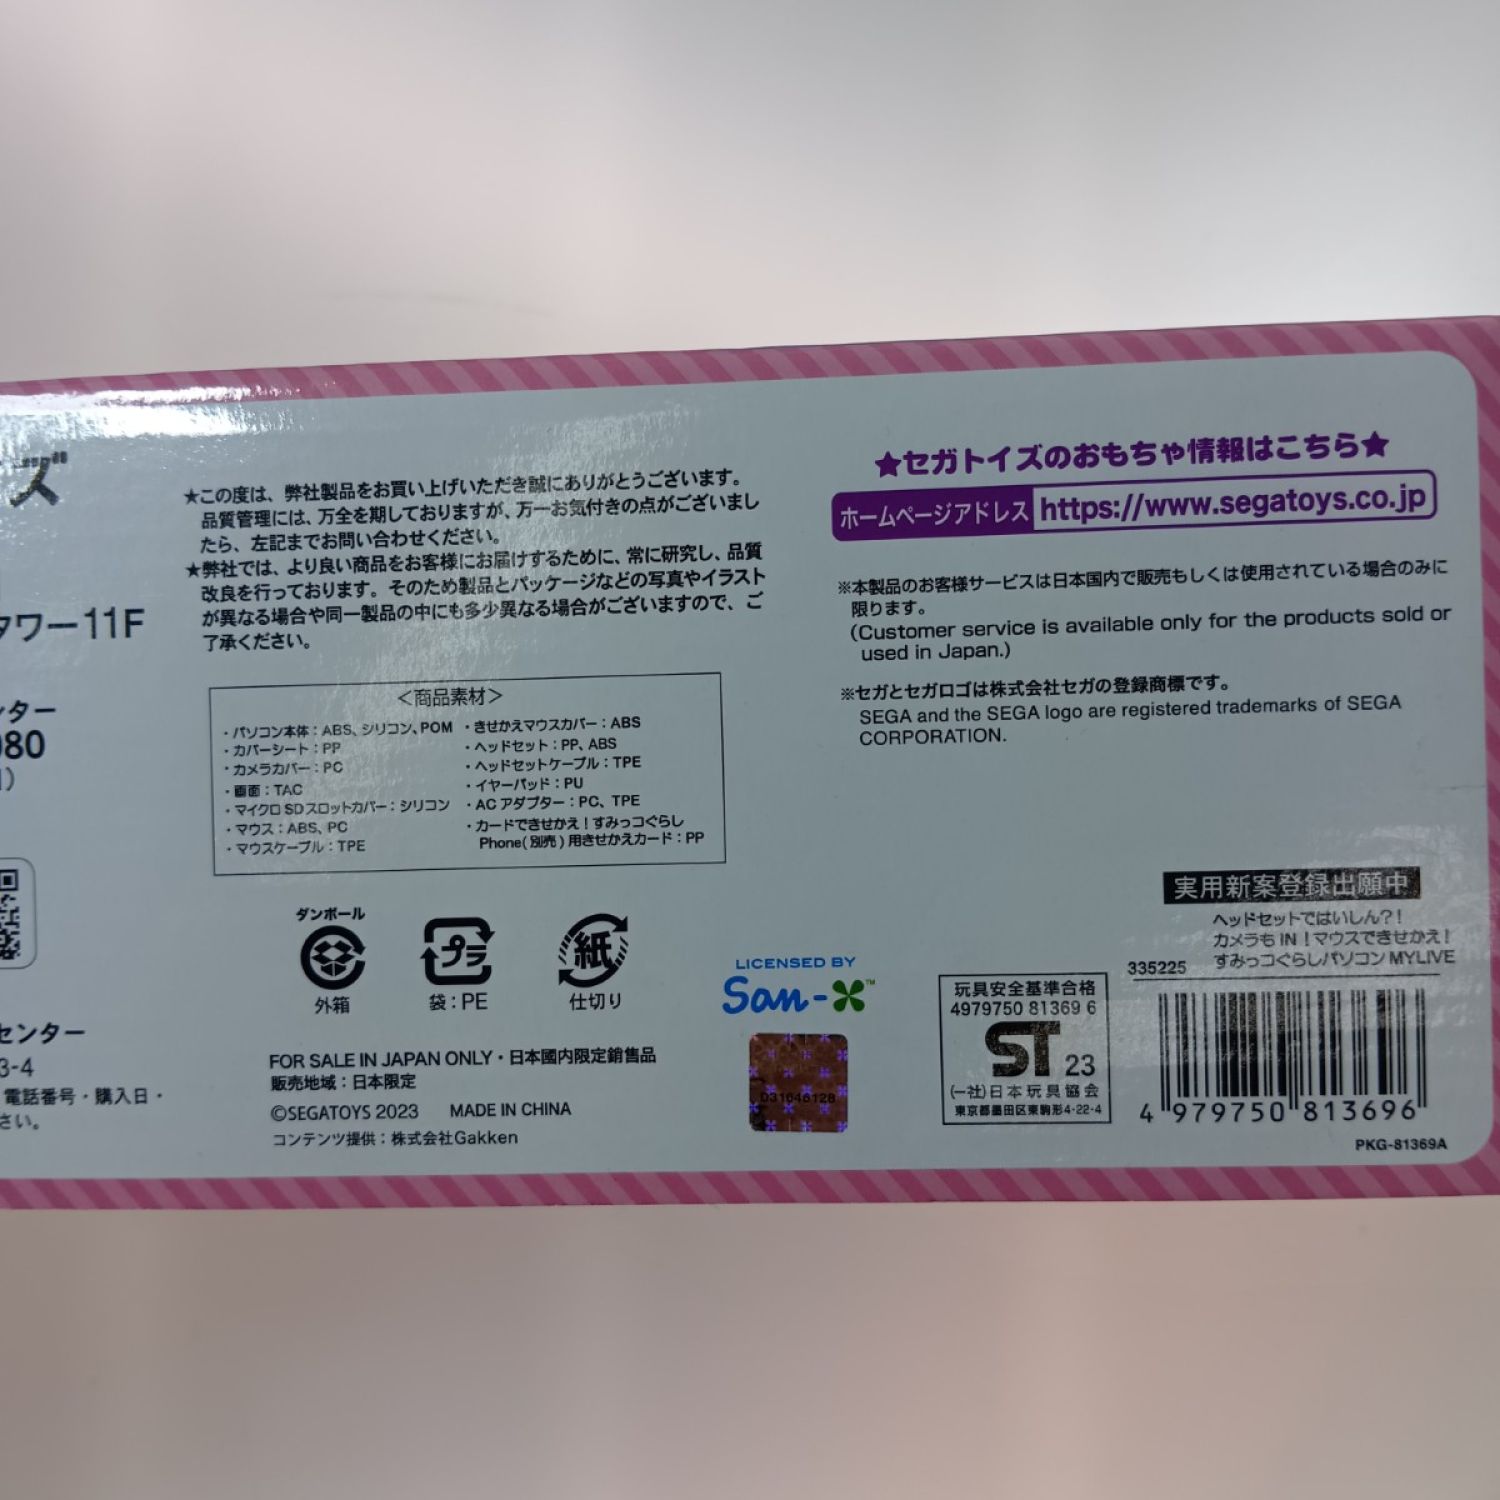 ズ
タワー11F
ンター
080
★この度は、弊社製品をお買い上げいただき誠にありがとうございます。
品質管理には、万全を期しておりますが、万一お気付きの点がございまし
たら、左記までお問い合わせください。
★弊社では、より良い商品をお客様にお届けするために、常に研究し、品質
改良を行っております。そのため製品とパッケージなどの写真やイラスト
が異なる場合や同一製品の中にも多少異なる場合がございますので、ご
了承ください。
<商品素材>
・パソコン本体：ABS、シリコン、POM
・カバーシート：PP
・カメラカバー：PC
・画面：TAC
・マイクロSDスロットカバー：シリコン
・マウス：ABS、PC
・マウスケーブル：TPE
・きせかえマウスカバー：ABS
・ヘッドセット：PP、ABS
・ヘッドセットケーブル：TPE
・イヤーパッド：PU
・ACアダプター：PC、TPE
・カードできせかえ！すみっコぐらし
Phone(別売)用きせかえカード：PP
ダンボール
外箱
プラ
袋：PE
紙
仕切り
センター
3-4
電話番号・購入日・
さい。
FOR SALE IN JAPAN ONLY・日本国内限定銷售品
販売地域：日本限定
©SEGATOYS 2023 MADE IN CHINA
コンテンツ提供：株式会社Gakken
LICENSED BY
San-X™
D31646128
★セガトイズのおもちゃ情報はこちら★
ホームページアドレス https://www.segatoys.co.jp
※本製品のお客様サービスは日本国内で販売もしくは使用されている場合のみに
限ります。
(Customer service is available only for the products sold or
used in Japan.)
※セガとセガロゴは株式会社セガの登録商標です。
SEGA and the SEGA logo are registered trademarks of SEGA
CORPORATION.
実用新案登録出願中
ヘッドセットではいしん?！
カメラもIN！マウスできせかえ！
335225 すみっコぐらしパソコンMYLIVE
玩具安全基準合格
4979750 81369 6
ST 23
(一社)日本玩具協会
東京都墨田区東駒形4-22-4
4 979750 813696
PKG-81369A